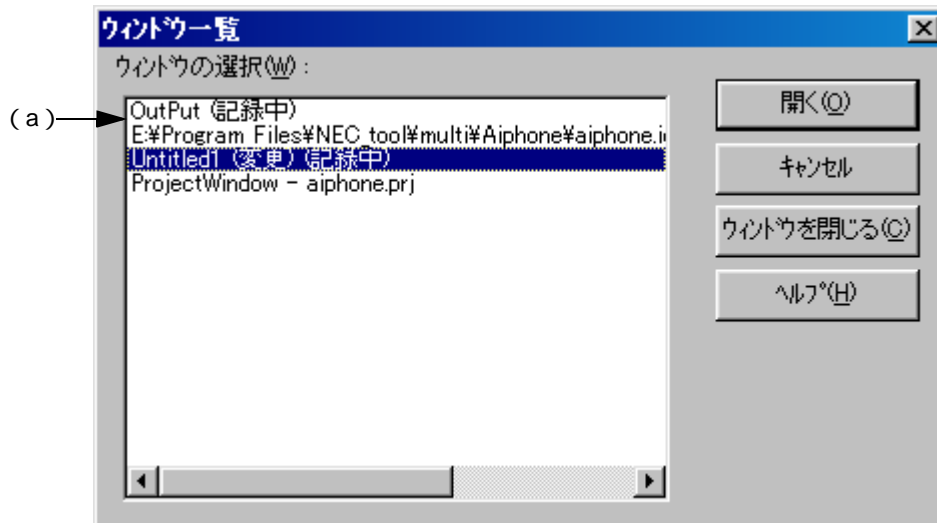 ウィンドウ一覧
ウィンドウの選択(W):
(a)
OutPut (記録中)
E:¥Program Files¥NEC_tool¥multi¥Aiphone¥aiphone.i
Untitled1 (変更) (記録中)
ProjectWindow - aiphone.prj
開く(O)
キャンセル
ウィンドウを閉じる(C)
ヘルプ(H)